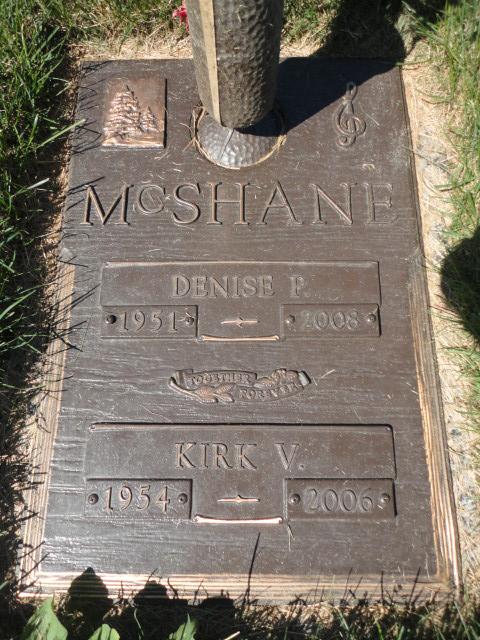 McSHANE
DENISE P.
1951 2008
TOGETHER
FOREVER
KIRK V.
1954 2006